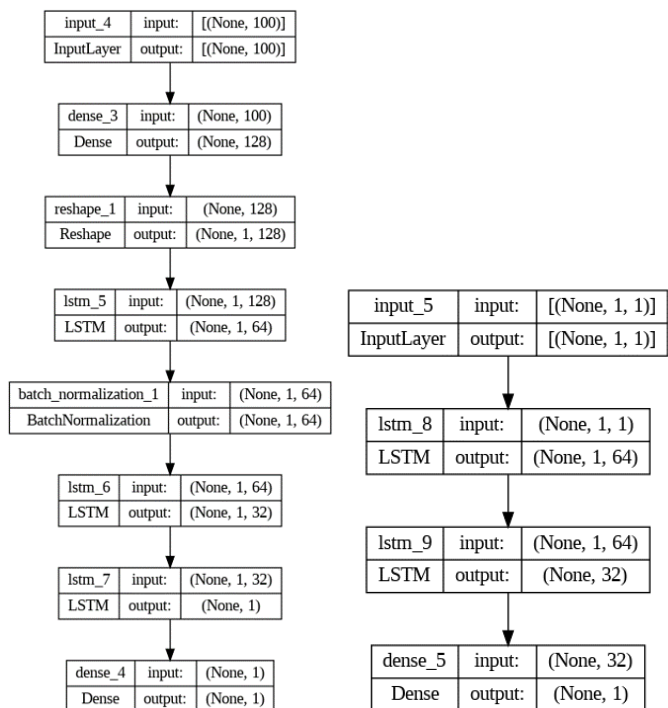 input_4 input: [(None, 100)]
InputLayer output: [(None, 100)]
dense_3 input: (None, 100)
Dense output: (None, 128)
reshape_1 input: (None, 128)
Reshape output: (None, 1, 128)
lstm_5 input: (None, 1, 128)
LSTM output: (None, 1, 64)
batch_normalization_1 input: (None, 1, 64)
BatchNormalization output: (None, 1, 64)
lstm_6 input: (None, 1, 64)
LSTM output: (None, 1, 32)
lstm_7 input: (None, 1, 32)
LSTM output: (None, 1)
dense_4 input: (None, 1)
Dense output: (None, 1)
input_5 input: [(None, 1, 1)]
InputLayer output: [(None, 1, 1)]
lstm_8 input: (None, 1, 1)
LSTM output: (None, 1, 64)
lstm_9 input: (None, 1, 64)
LSTM output: (None, 32)
dense_5 input: (None, 32)
Dense output: (None, 1)